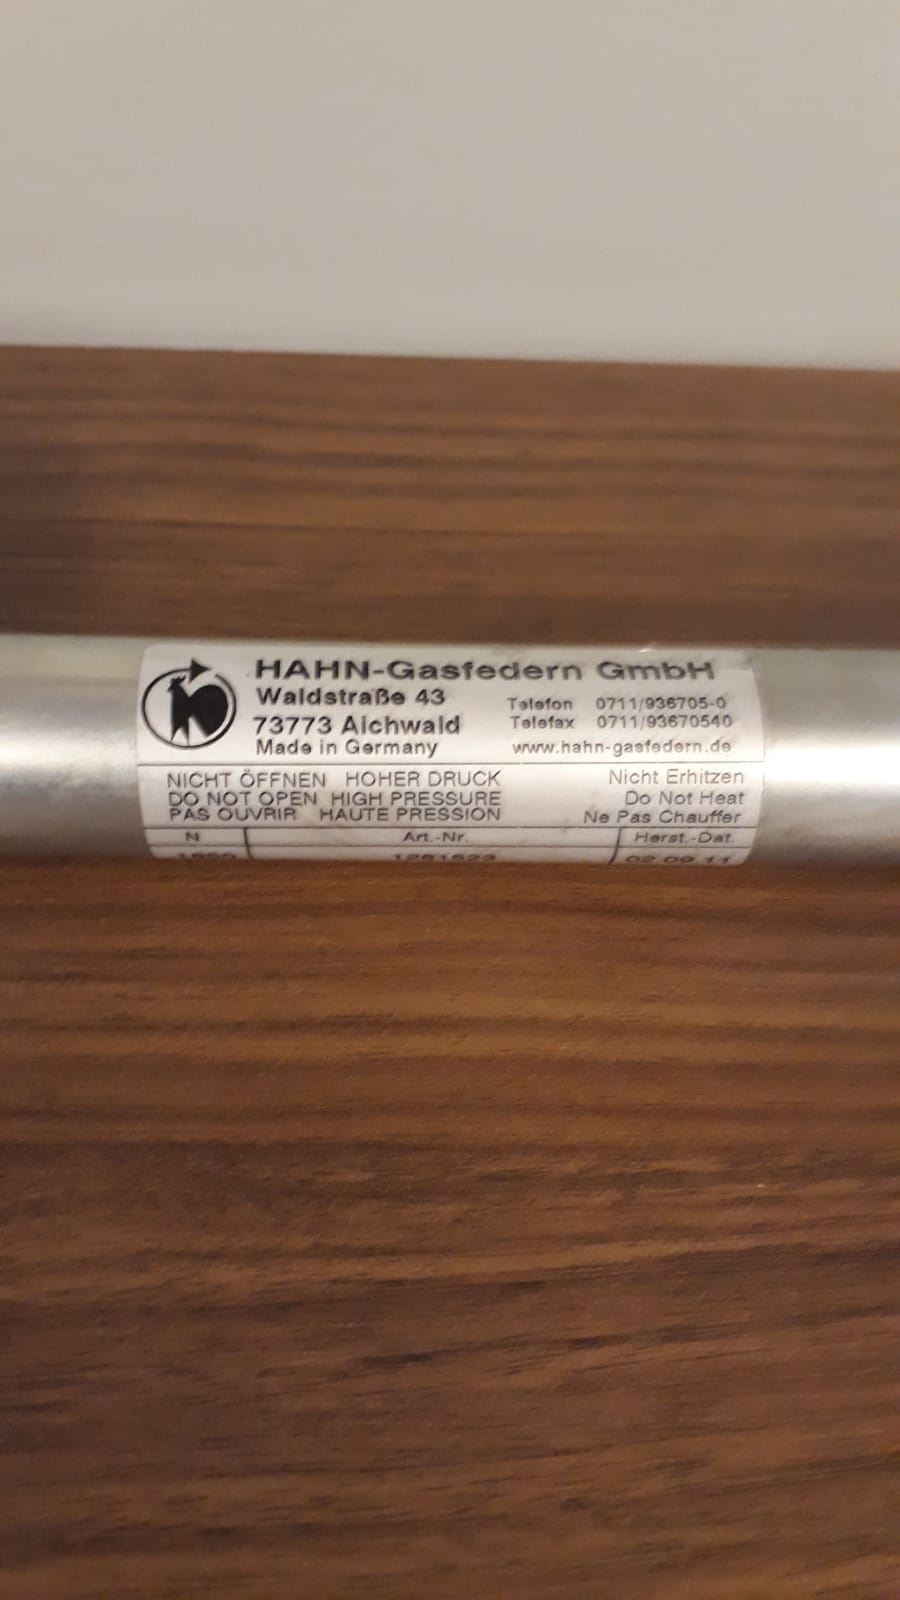 HAHN-Gasfedern GmbH
Waldstraße 43
73773 Aichwald
Made in Germany
Telefon 0711/936705-0
Telefax 0711/93670540
www.hahn-gasfedern.de
NICHT ÖFFNEN HOHER DRUCK
DO NOT OPEN HIGH PRESSURE
PAS OUVRIR HAUTE PRESSION
Nicht Erhitzen
Do Not Heat
Ne Pas Chauffer
N Art.-Nr. Herst.-Dat.